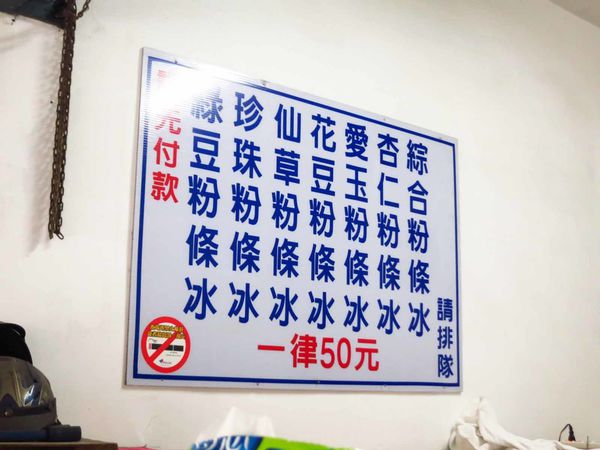 請排隊
綜合粉條冰
杏仁粉條冰
愛玉粉條冰
花豆粉條冰
仙草粉條冰
珍珠粉條冰
綠豆粉條冰
先付款
一律50元